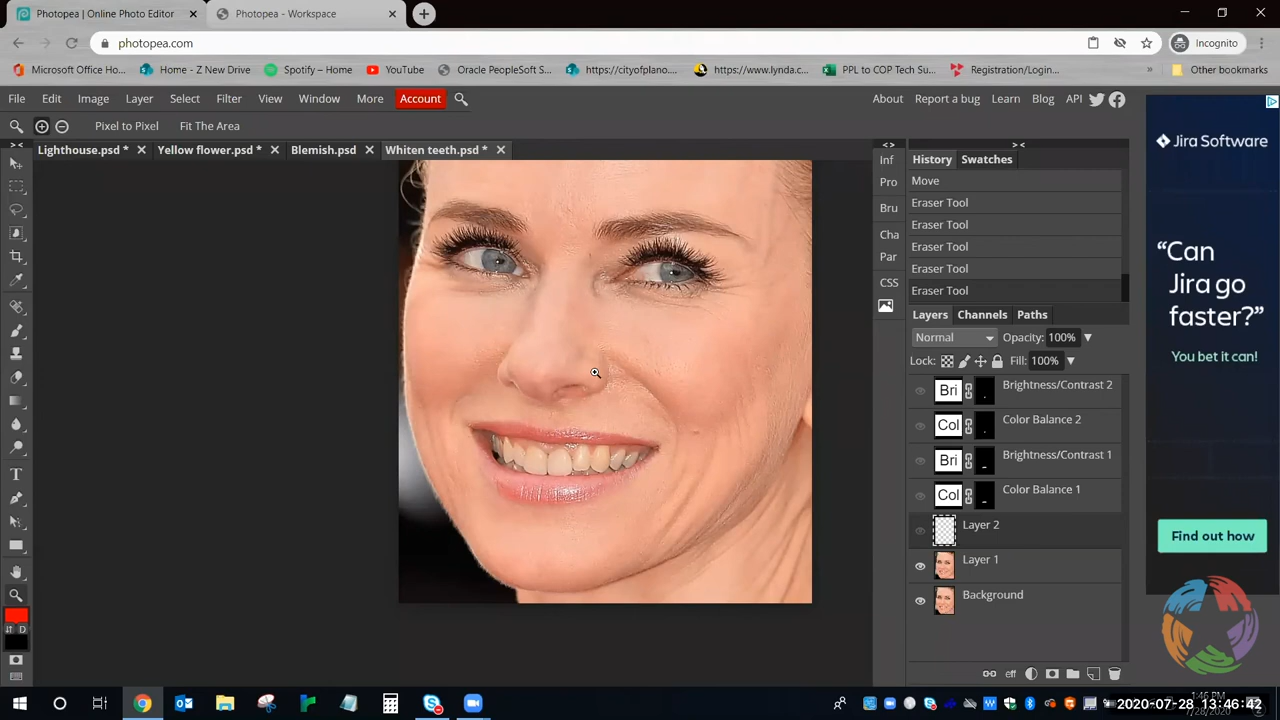 Photopea | Online Photo Editor
Photopea - Workspace
photopea.com
Incognito
Microsoft Office Ho...
Home - Z New Drive
Spotify – Home
YouTube
Oracle PeopleSoft S...
https://cityofplano....
https://www.lynda....
PPL to COP Tech Su...
Registration/Login...
Other bookmarks
File Edit Image Layer Select Filter View Window More Account
About Report a bug Learn Blog API
Pixel to Pixel Fit The Area
Lighthouse.psd *
Yellow flower.psd *
Blemish.psd
Whiten teeth.psd *
Inf
Pro
Bru
Cha
Par
CSS
History Swatches
Move
Eraser Tool
Eraser Tool
Eraser Tool
Eraser Tool
Eraser Tool
Layers Channels Paths
Normal Opacity: 100%
Lock: Fill: 100%
Bri Brightness/Contrast 2
Col Color Balance 2
Bri Brightness/Contrast 1
Col Color Balance 1
Layer 2
Layer 1
Background
eff
T
D
Jira Software
“Can
Jira go
faster?”
You bet it can!
Find out how
1:46 PM
2020-07-28 13:46:42